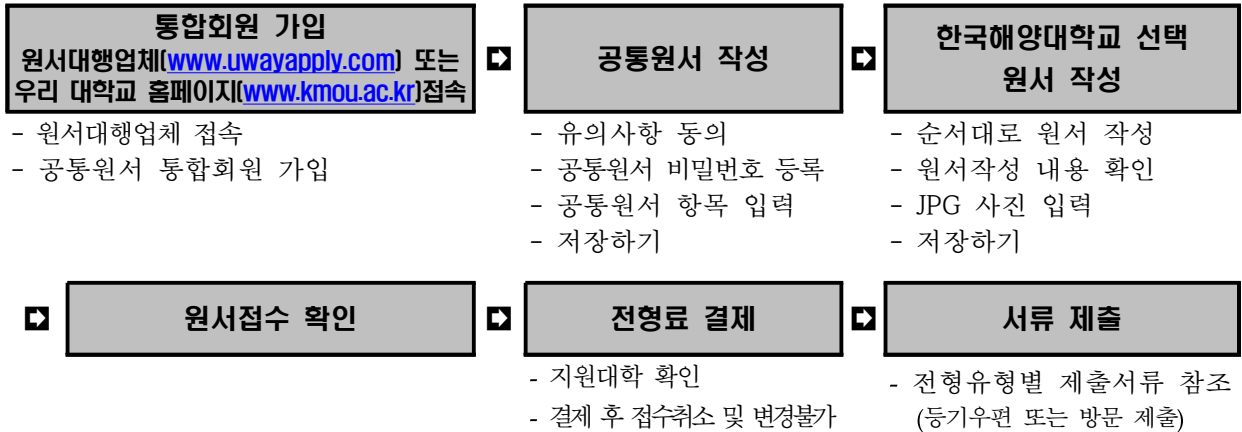 통합회원 가입
원서대행업체(www.uwayapply.com) 또는
우리 대학교 홈페이지(www.kmou.ac.kr)접속
- 원서대행업체 접속
- 공통원서 통합회원 가입
공통원서 작성
- 유의사항 동의
- 공통원서 비밀번호 등록
- 공통원서 항목 입력
- 저장하기
한국해양대학교 선택
원서 작성
- 순서대로 원서 작성
- 원서작성 내용 확인
- JPG 사진 입력
- 저장하기
원서접수 확인
전형료 결제
- 지원대학 확인
- 결제 후 접수취소 및 변경불가
서류 제출
- 전형유형별 제출서류 참조
(등기우편 또는 방문 제출)